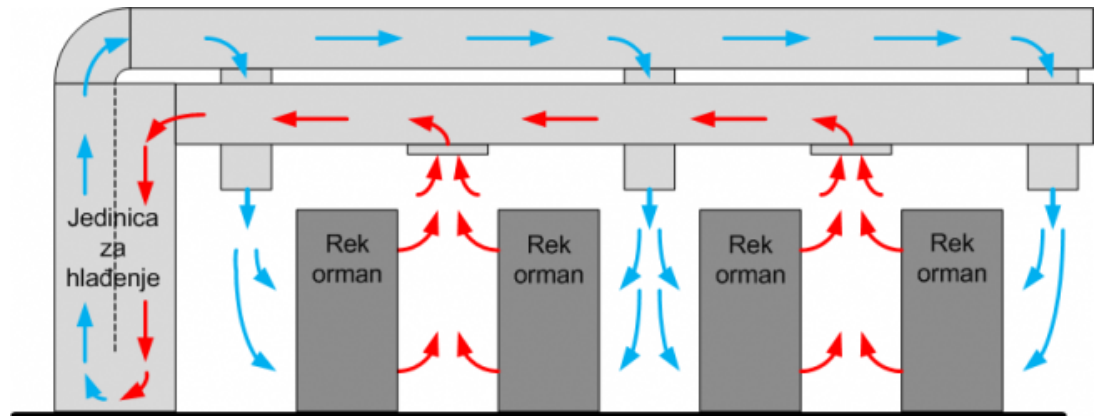 Jedinica
za
hlađenje
Rek
orman
Rek
orman
Rek
orman
Rek
orman